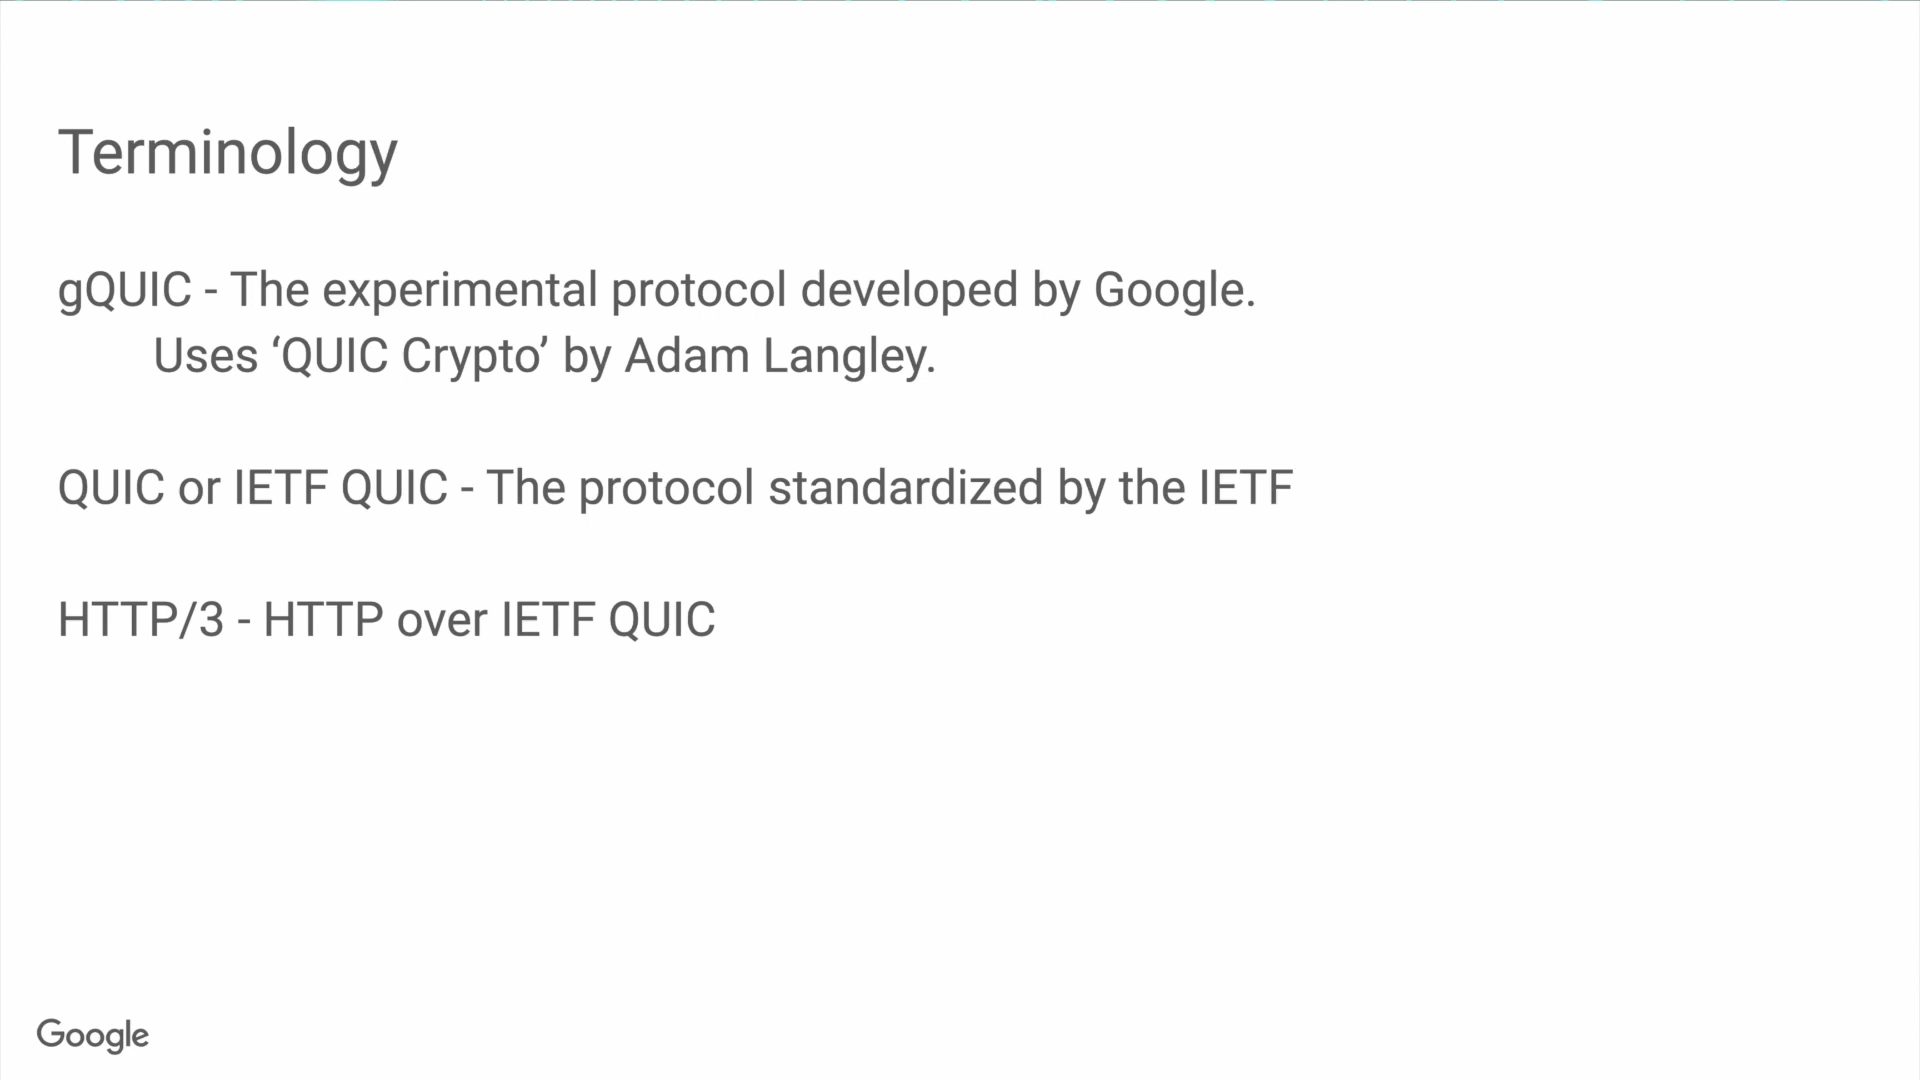 Terminology
gQUIC - The experimental protocol developed by Google.
Uses ‘QUIC Crypto’ by Adam Langley.
QUIC or IETF QUIC - The protocol standardized by the IETF
HTTP/3 - HTTP over IETF QUIC
Google